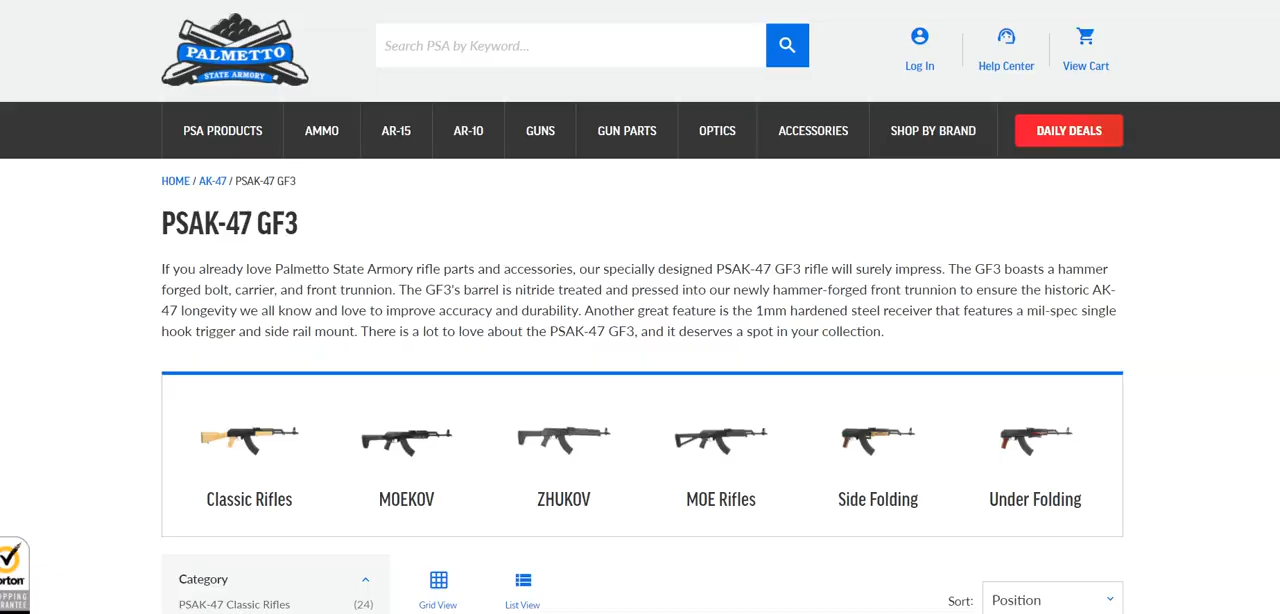 PALMETTO
STATE ARMORY
Search PSA by Keyword...
Log In
Help Center
View Cart
PSA PRODUCTS
AMMO
AR-15
AR-10
GUNS
GUN PARTS
OPTICS
ACCESSORIES
SHOP BY BRAND
DAILY DEALS
HOME / AK-47 / PSAK-47 GF3
PSAK-47 GF3
If you already love Palmetto State Armory rifle parts and accessories, our specially designed PSAK-47 GF3 rifle will surely impress. The GF3 boasts a hammer
forged bolt, carrier, and front trunnion. The GF3's barrel is nitride treated and pressed into our newly hammer-forged front trunnion to ensure the historic AK-
47 longevity we all know and love to improve accuracy and durability. Another great feature is the 1mm hardened steel receiver that features a mil-spec single
hook trigger and side rail mount. There is a lot to love about the PSAK-47 GF3, and it deserves a spot in your collection.
Classic Rifles
MOEKOV
ZHUKOV
MOE Rifles
Side Folding
Under Folding
Category
PSAK-47 Classic Rifles (24)
Grid View
List View
Sort: Position